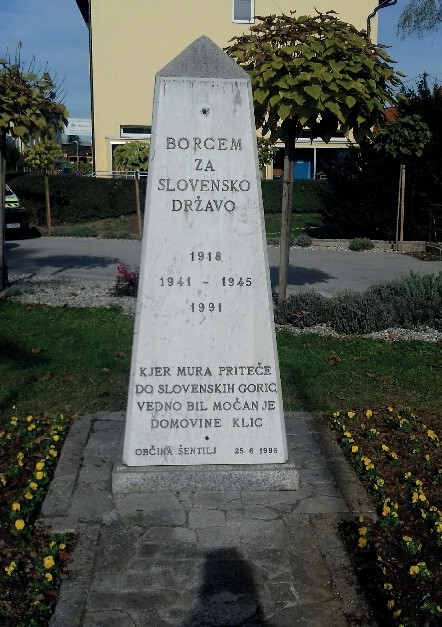 BORCEM
ZA
SLOVENSKO
DRŽAVO
1918
1941 - 1945
1991
KJER MURA PRITEČE
DO SLOVENSKIH GORIC
VEDNO BIL MOČAN JE
DOMOVINE KLIC
OBČINA ŠENTILJ 25 6 1996